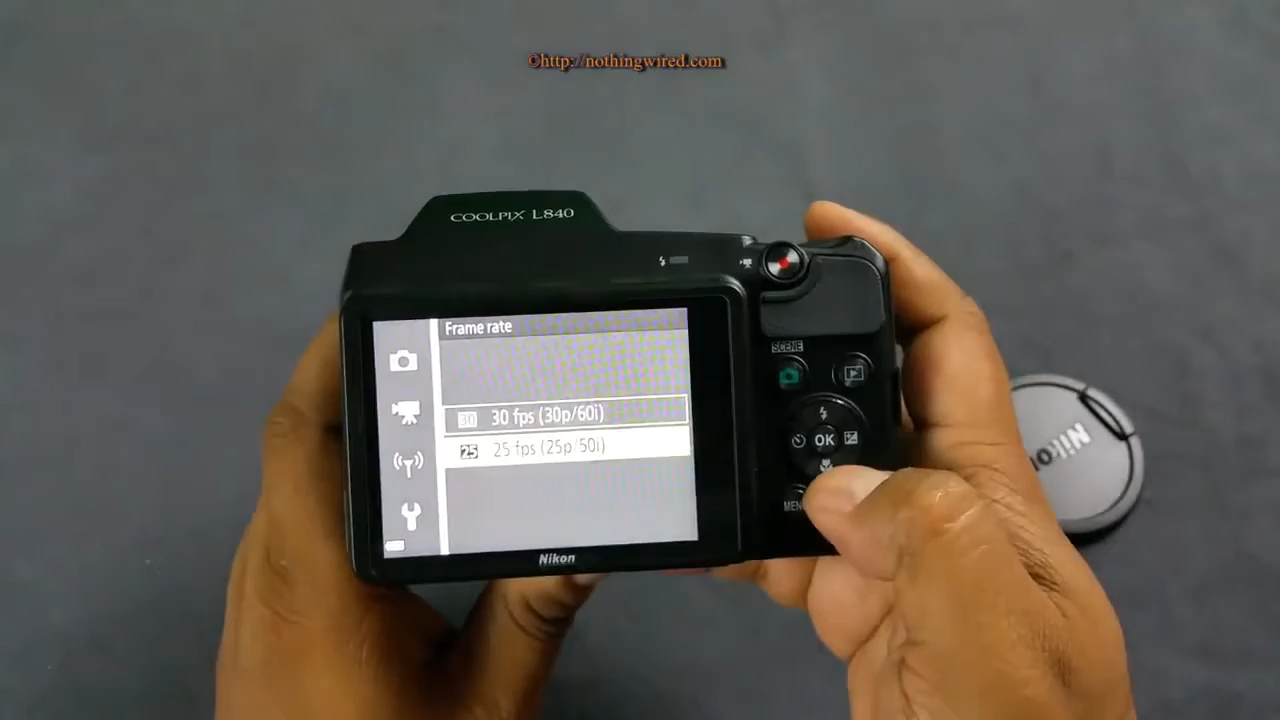 ©http://nothingwired.com
COOLPIX L840
Frame rate
SCENE
30 30 fps (30p/60i)
25 25 fps (25p/50i)
OK
MENU
Nikon
Nikon